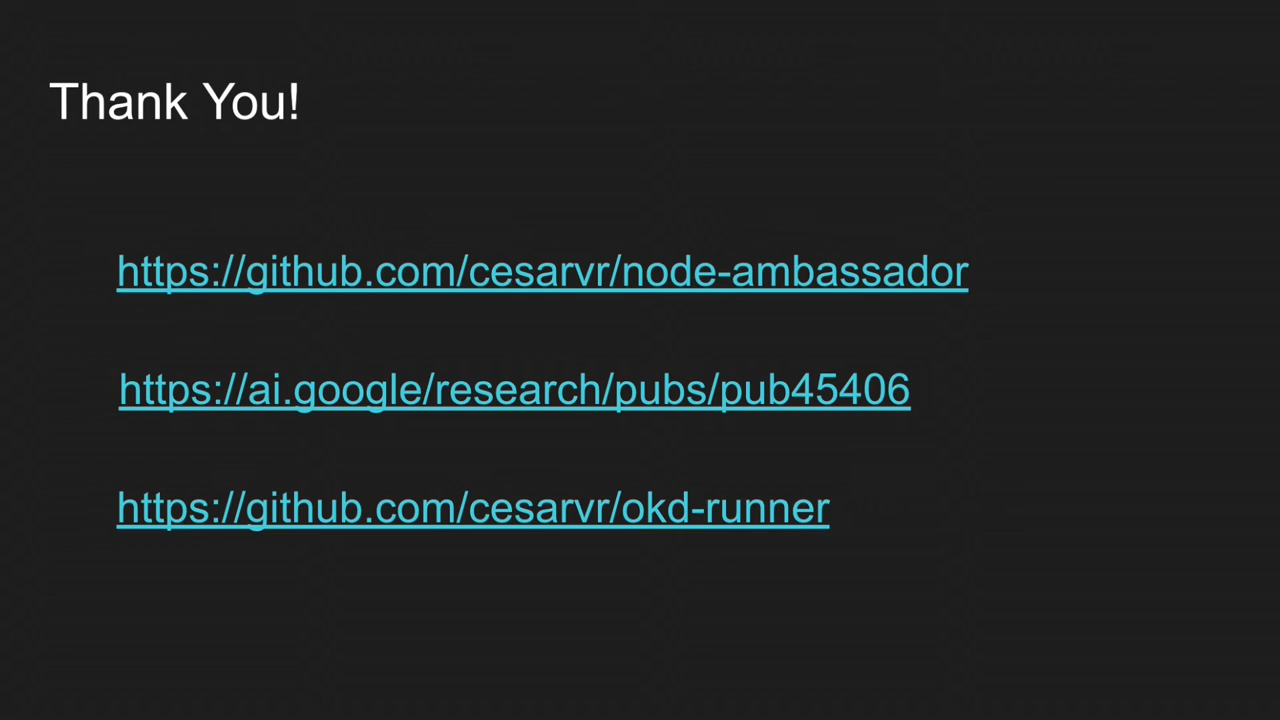 Thank You!
https://github.com/cesarvr/node-ambassador
https://ai.google/research/pubs/pub45406
https://github.com/cesarvr/okd-runner